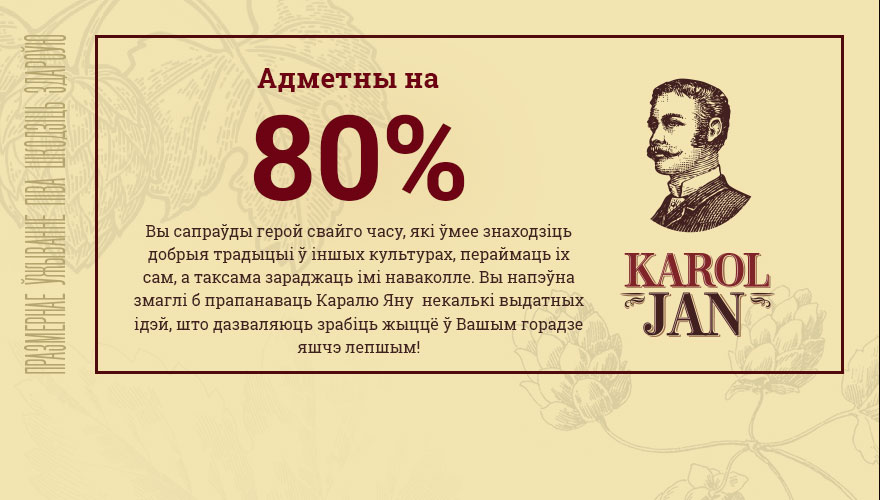 ПРАЗМЕРНАЕ ЎЖЫВАННЕ ПІВА ШКОДЗІЦЬ ЗДАРОЎЮ
Адметны на
80%
Вы сапраўды герой свайго часу, які ўмее знаходзіць
добрыя традыцыі ў іншых культурах, пераймаць іх
сам, а таксама зараджаць імі наваколле. Вы напэўна
змаглі б прапанаваць Каралю Яну некалькі выдатных
ідэй, што дазваляюць зрабіць жыццё ў Вашым горадзе
яшчэ лепшым!
KAROL
JAN